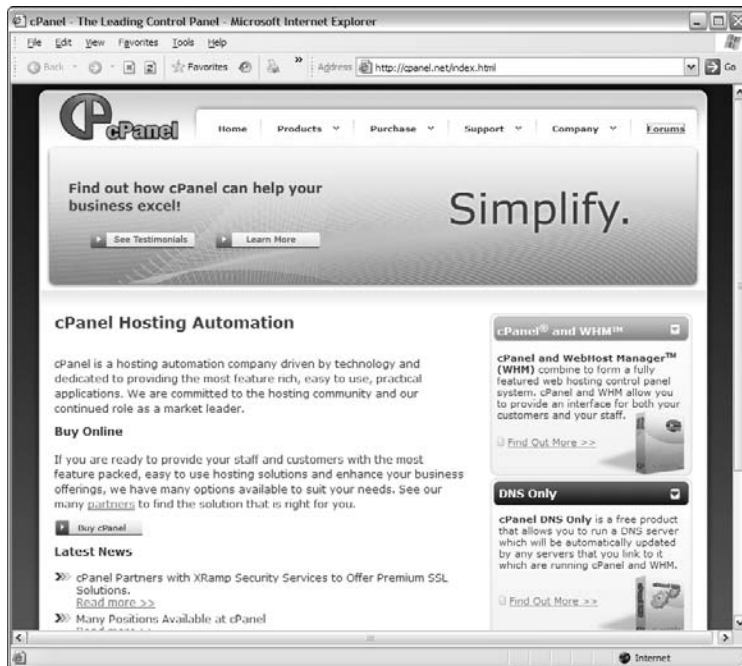 cPanel - The Leading Control Panel - Microsoft Internet Explorer
File Edit View Favorites Tools Help
Back Favorites » Address http://cpanel.net/index.html Go
cPanel
Home Products Purchase Support Company Forums
Find out how cPanel can help your
business excel!
Simplify.
See Testimonials Learn More
cPanel Hosting Automation
cPanel is a hosting automation company driven by technology and
dedicated to providing the most feature rich, easy to use, practical
applications. We are committed to the hosting community and our
continued role as a market leader.
Buy Online
If you are ready to provide your staff and customers with the most
feature packed, easy to use hosting solutions and enhance your business
offerings, we have many options available to suit your needs. See our
many partners to find the solution that is right for you.
Buy cPanel
Latest News
cPanel Partners with XRamp Security Services to Offer Premium SSL
Solutions.
Read more >>
Many Positions Available at cPanel
Read more >>
cPanel® and WHM™
cPanel and WebHost Manager™
(WHM) combine to form a fully
featured web hosting control panel
system. cPanel and WHM allow you
to provide an interface for both your
customers and your staff.
Find Out More >>
DNS Only
cPanel DNS Only is a free product
that allows you to run a DNS server
which will be automatically updated
by any servers that you link to it
which are running cPanel and WHM.
Find Out More >>
Internet